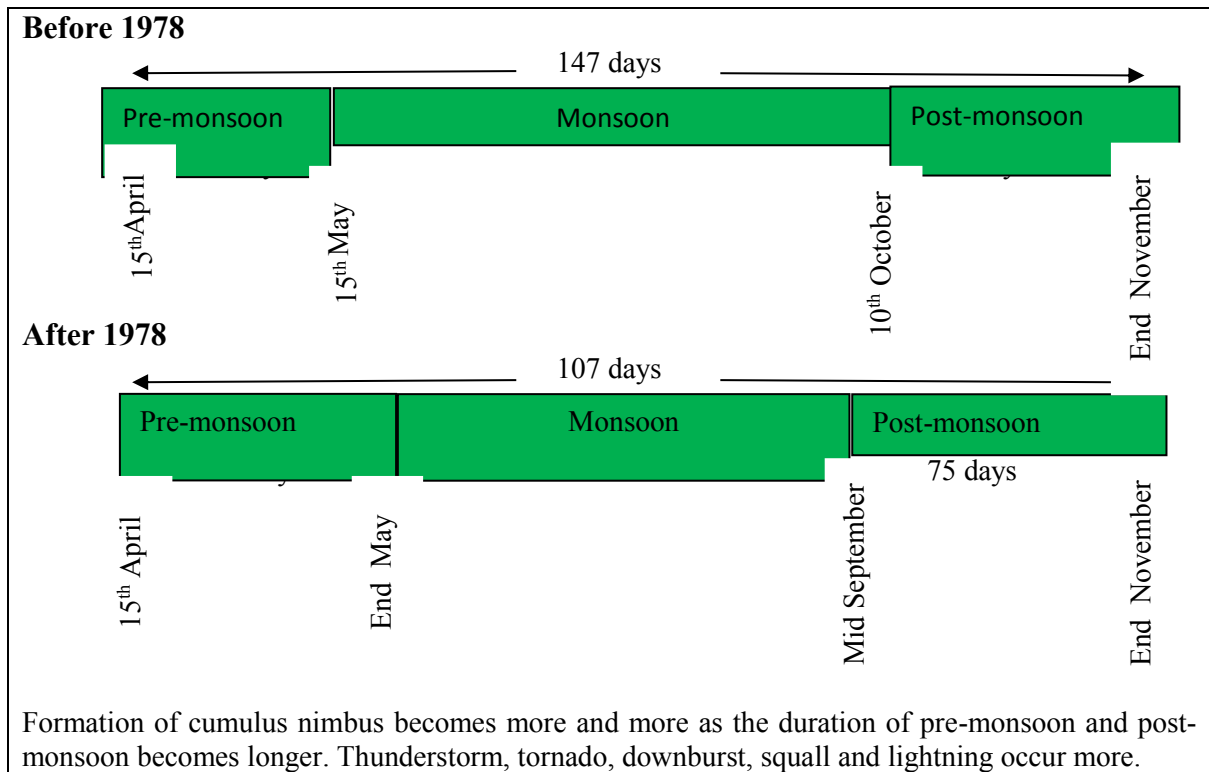 Before 1978
147 days
Pre-monsoon
Monsoon
Post-monsoon
15thApril
15th May
10th October
End November
After 1978
107 days
Pre-monsoon
Monsoon
Post-monsoon
75 days
15th April
End May
Mid September
End November
Formation of cumulus nimbus becomes more and more as the duration of pre-monsoon and post-
monsoon becomes longer. Thunderstorm, tornado, downburst, squall and lightning occur more.